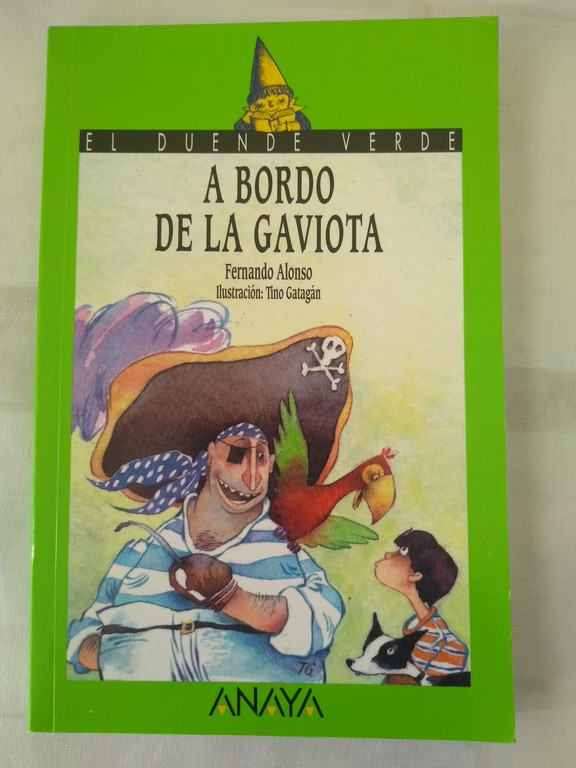 EL DUENDE VERDE
A BORDO
DE LA GAVIOTA
Fernando Alonso
Ilustración: Tino Gatagán
TG
ANAYA